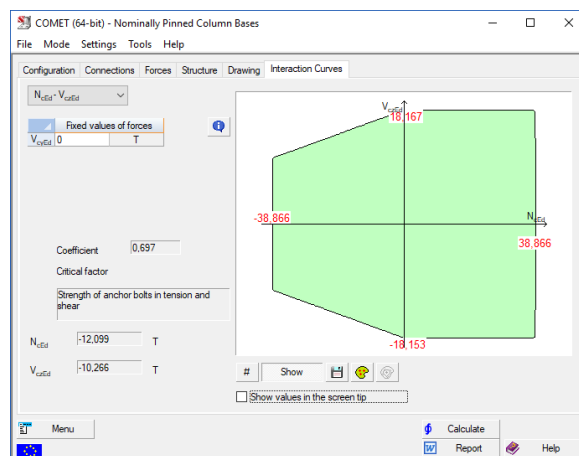 COMET (64-bit) - Nominally Pinned Column Bases
File Mode Settings Tools Help
Configuration Connections Forces Structure Drawing Interaction Curves
NcEd - VczEd
Fixed values of forces
VcyEd 0 T
VczEd
18,167
-38,866
NcEd
38,866
-18,153
Coefficient 0,697
Critical factor
Strength of anchor bolts in tension and
shear
NcEd -12,099 T
VczEd -10,266 T
# Show
Show values in the screen tip
Menu
Calculate
Report
Help